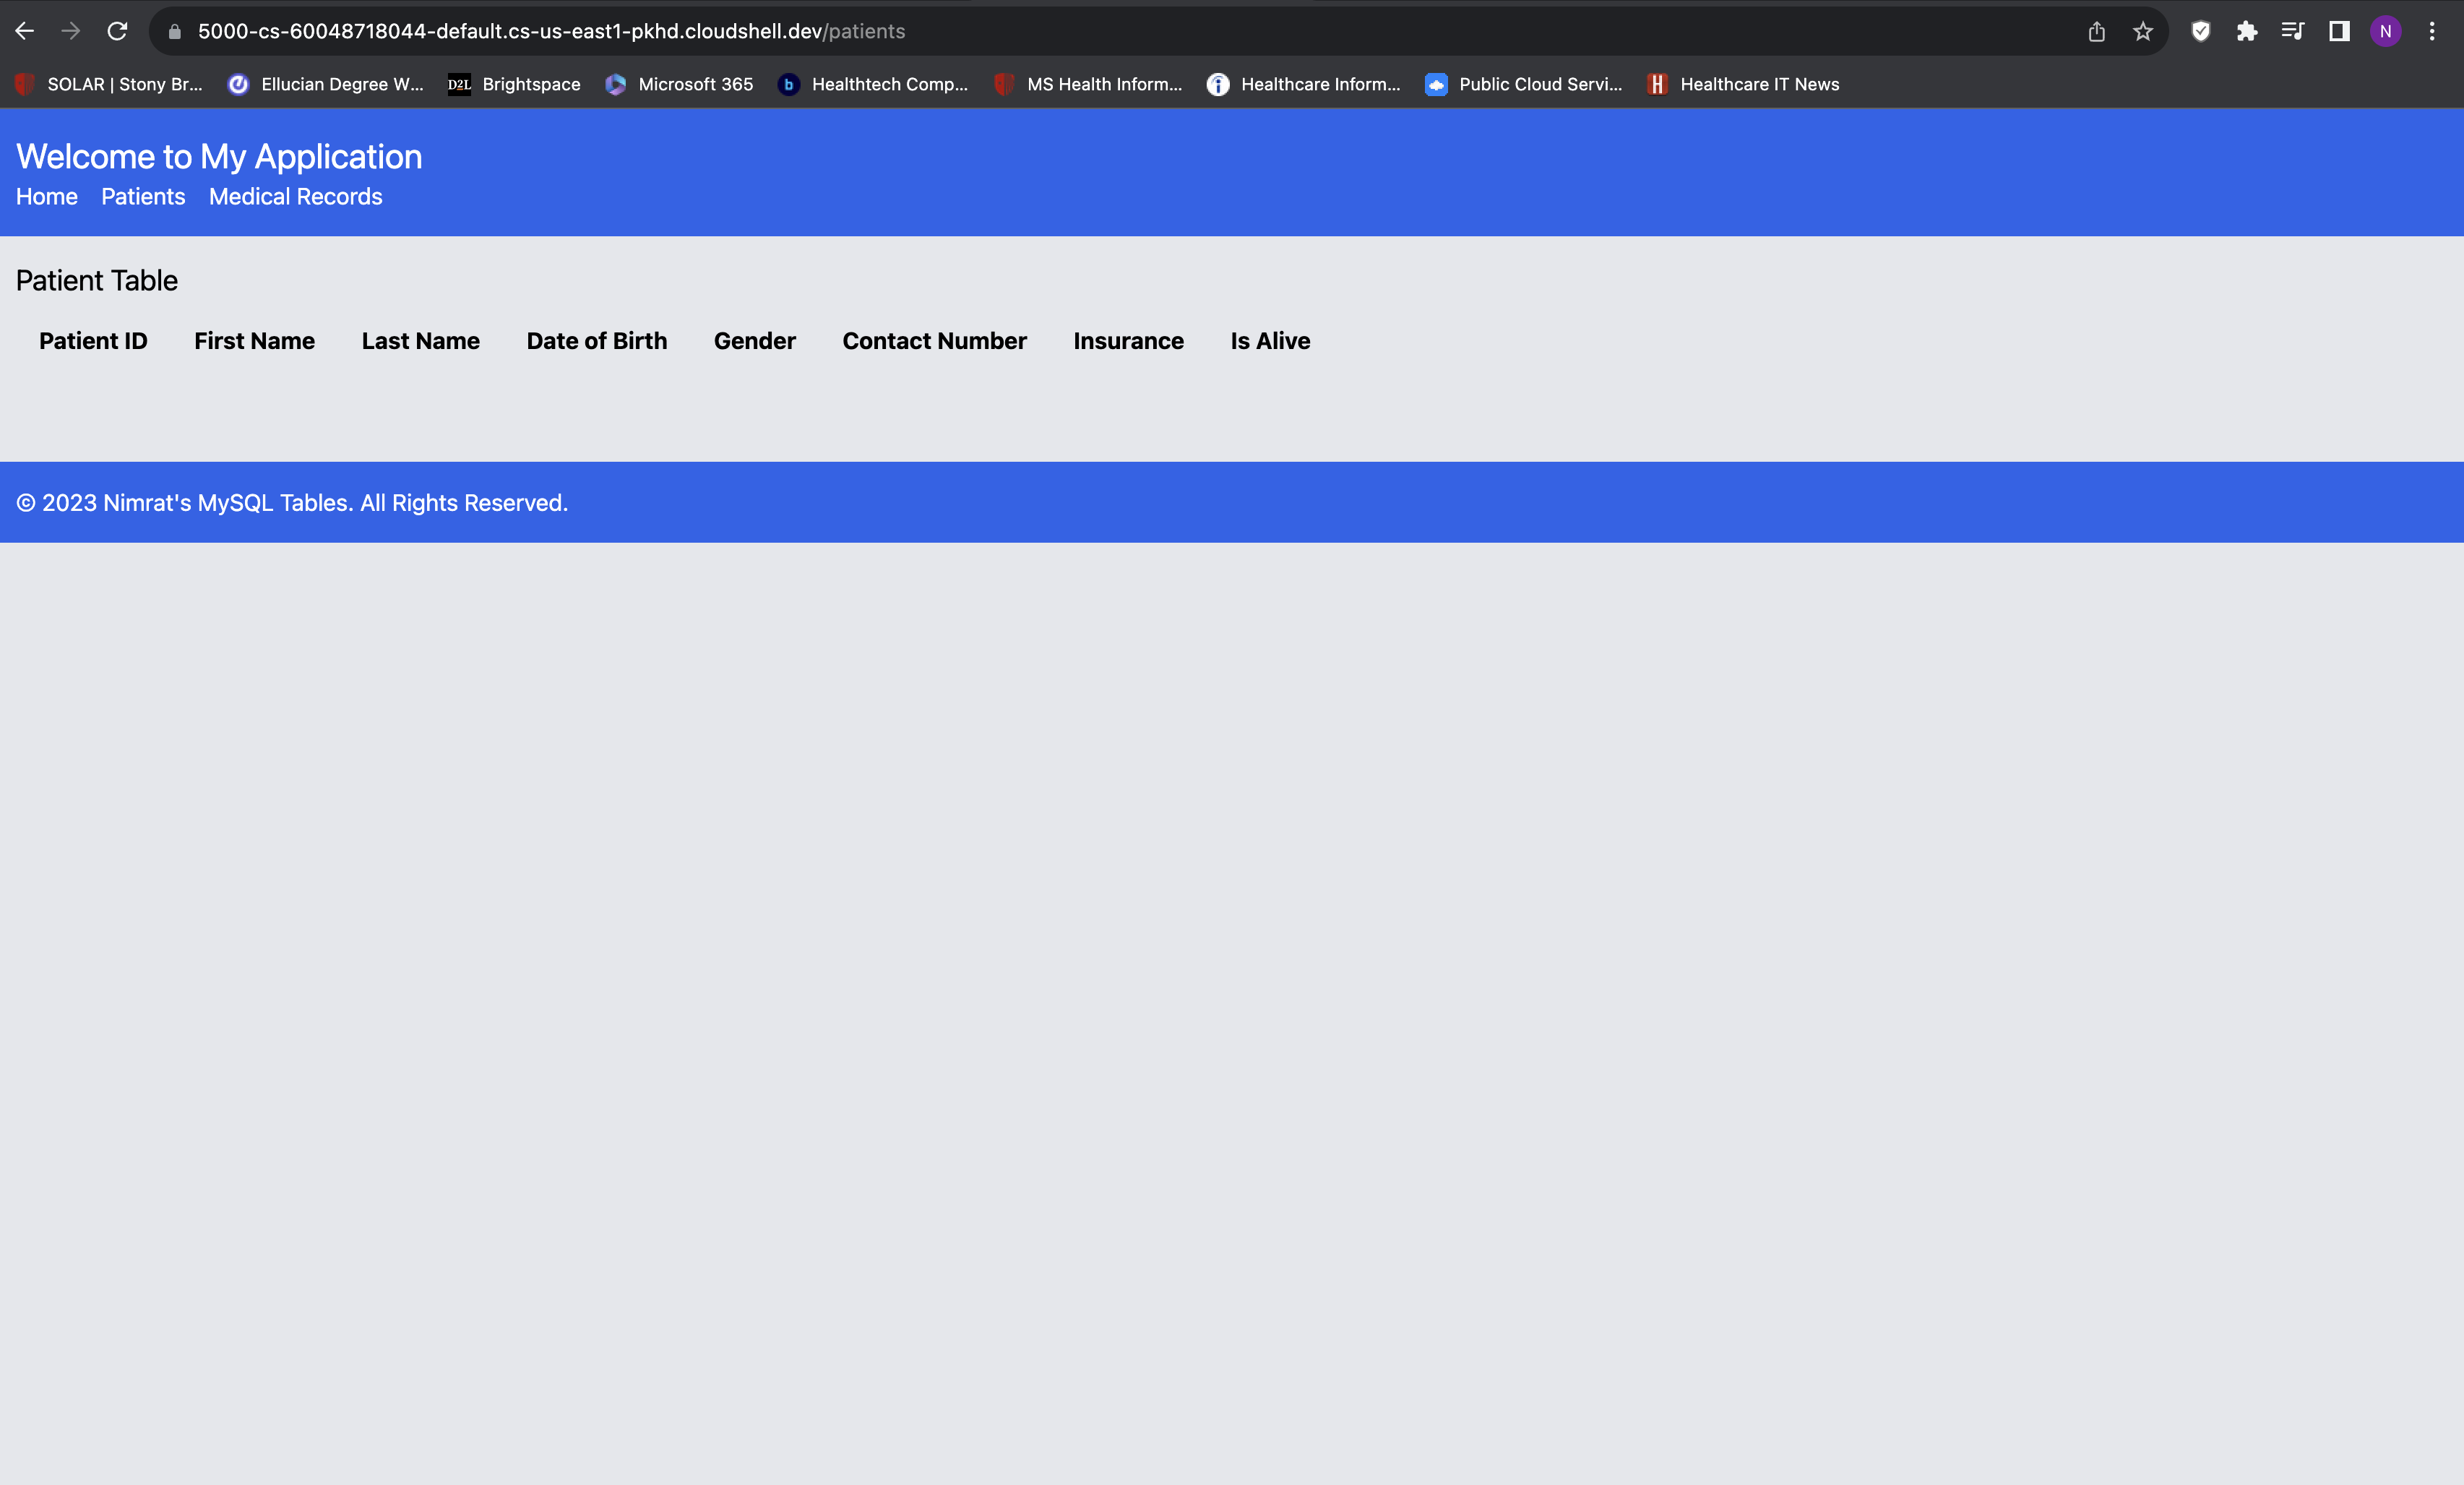 5000-cs-60048718044-default.cs-us-east1-pkhd.cloudshell.dev/patients
N
SOLAR | Stony Br... Ellucian Degree W... D2L Brightspace Microsoft 365 b Healthtech Comp... MS Health Inform... Healthcare Inform... Public Cloud Servi... H Healthcare IT News
Welcome to My Application
Home Patients Medical Records
Patient Table
Patient ID First Name Last Name Date of Birth Gender Contact Number Insurance Is Alive
© 2023 Nimrat's MySQL Tables. All Rights Reserved.